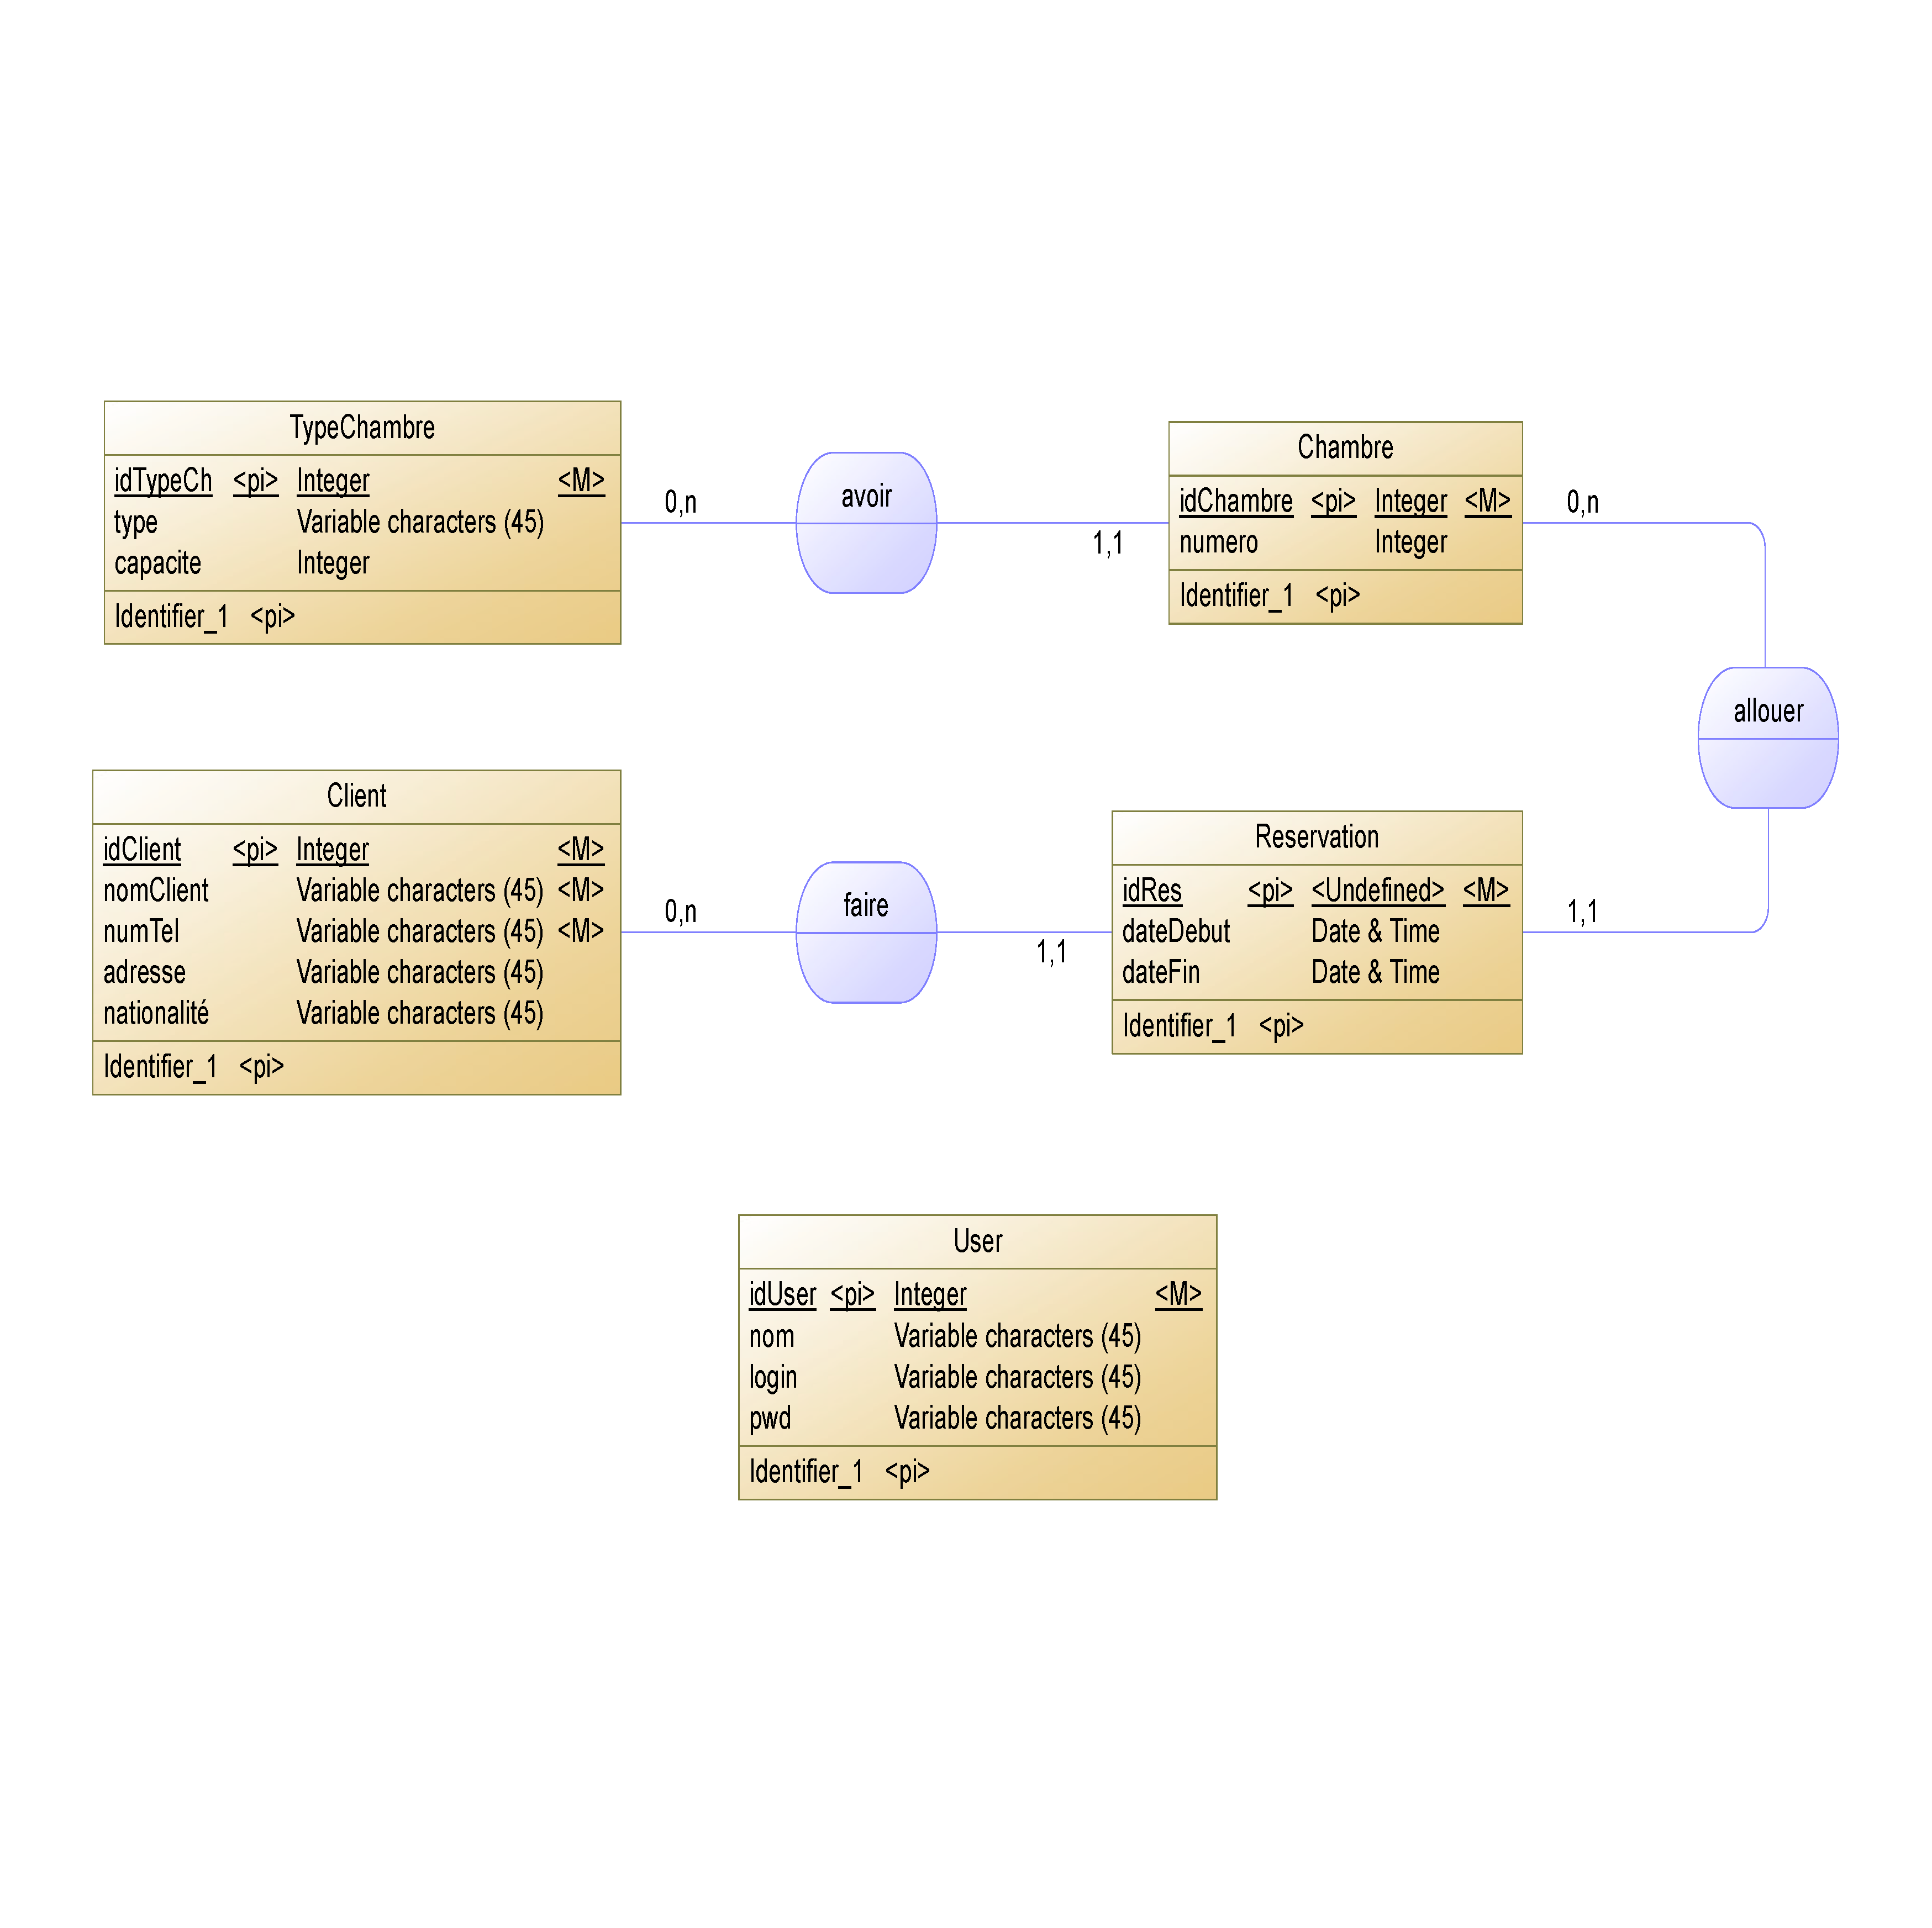 TypeChambre
idTypeCh <pi> Integer <M>
type Variable characters (45)
capacite Integer
Identifier_1 <pi>
0,n
avoir
1,1
Chambre
idChambre <pi> Integer <M>
numero Integer
Identifier_1 <pi>
0,n
allouer
Client
idClient <pi> Integer <M>
nomClient Variable characters (45) <M>
numTel Variable characters (45) <M>
adresse Variable characters (45)
nationalité Variable characters (45)
Identifier_1 <pi>
0,n
faire
1,1
Reservation
idRes <pi> <Undefined> <M>
dateDebut Date & Time
dateFin Date & Time
Identifier_1 <pi>
1,1
User
idUser <pi> Integer <M>
nom Variable characters (45)
login Variable characters (45)
pwd Variable characters (45)
Identifier_1 <pi>